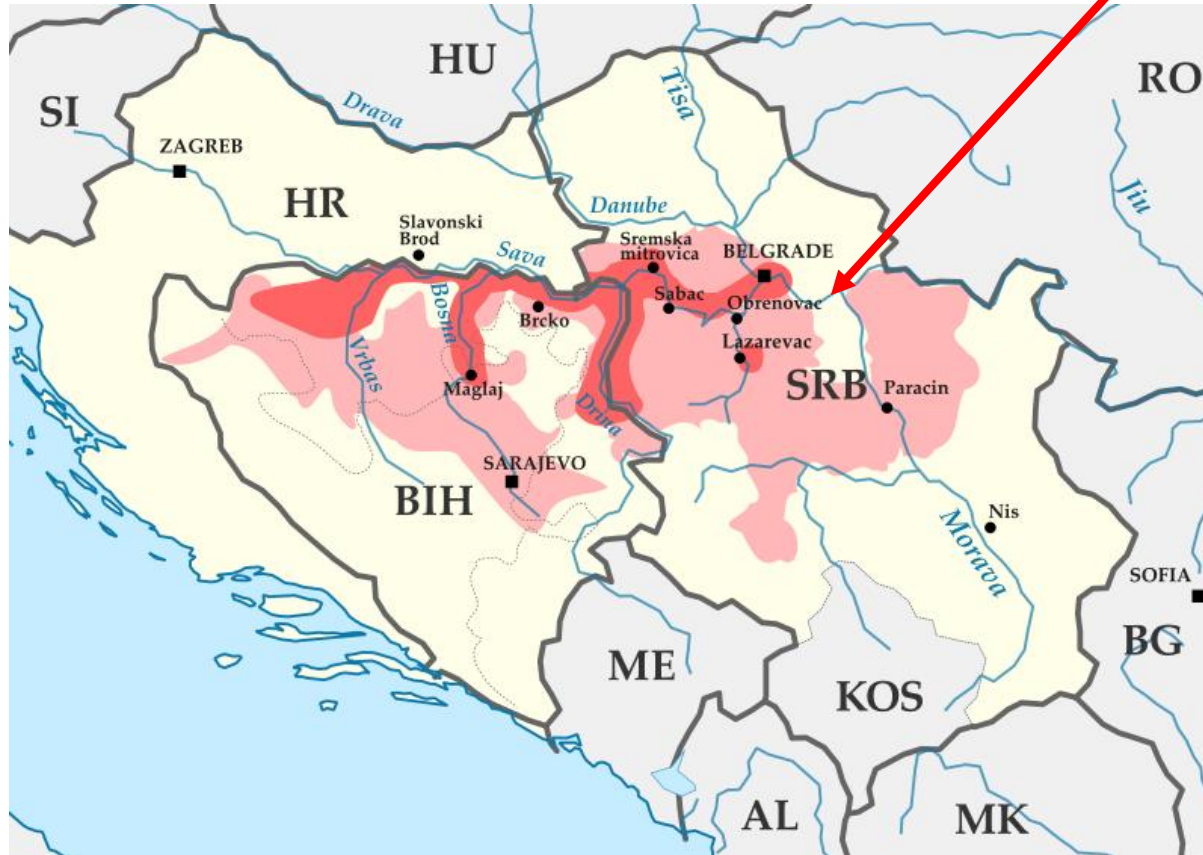 HU
RO
SI
Drava
Tisa
ZAGREB
Jiu
HR
Danube
Slavonski
Brod
Sava
Sremska
mitrovica
BELGRADE
Sabac
Obrenovac
Bosna
Brcko
Lazarevac
Vrbas
Maglaj
SRB
Paracin
Drina
SARAJEVO
BIH
Nis
Morava
SOFIA
BG
ME
KOS
AL
MK